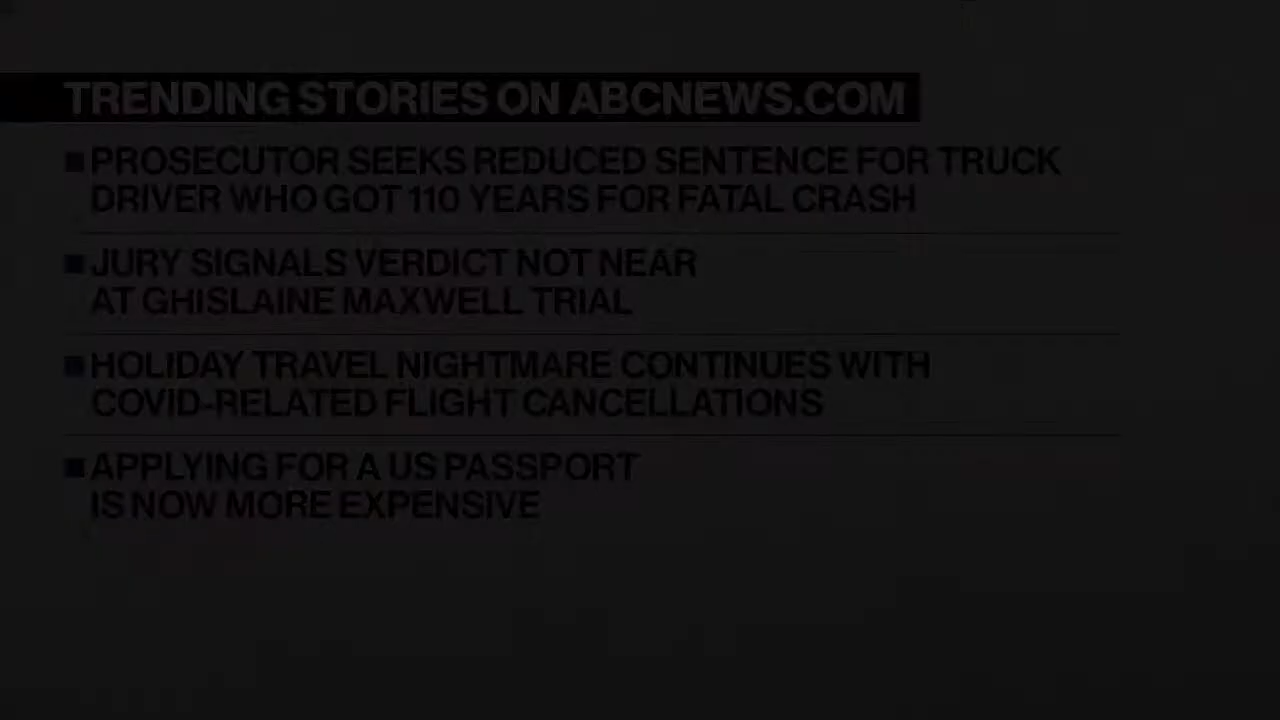 TRENDING STORIES ON ABCNEWS.COM
PROSECUTOR SEEKS REDUCED SENTENCE FOR TRUCK
DRIVER WHO GOT 110 YEARS FOR FATAL CRASH
JURY SIGNALS VERDICT NOT NEAR
AT GHISLAINE MAXWELL TRIAL
HOLIDAY TRAVEL NIGHTMARE CONTINUES WITH
COVID-RELATED FLIGHT CANCELLATIONS
APPLYING FOR A US PASSPORT
IS NOW MORE EXPENSIVE